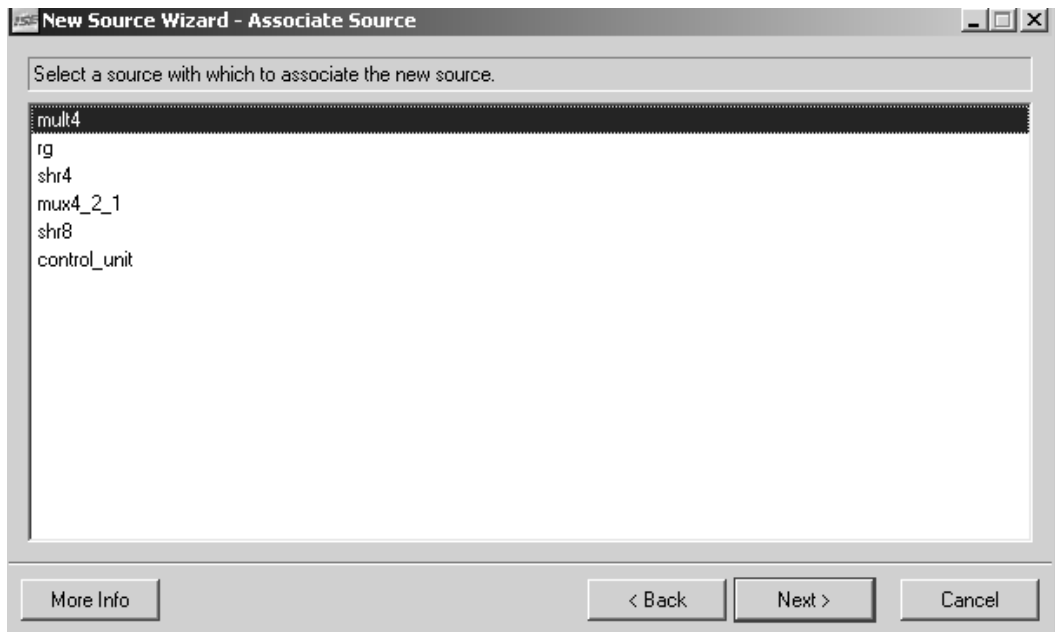 ISE New Source Wizard - Associate Source
Select a source with which to associate the new source.
mult4
rg
shr4
mux4_2_1
shr8
control_unit
More Info < Back Next > Cancel